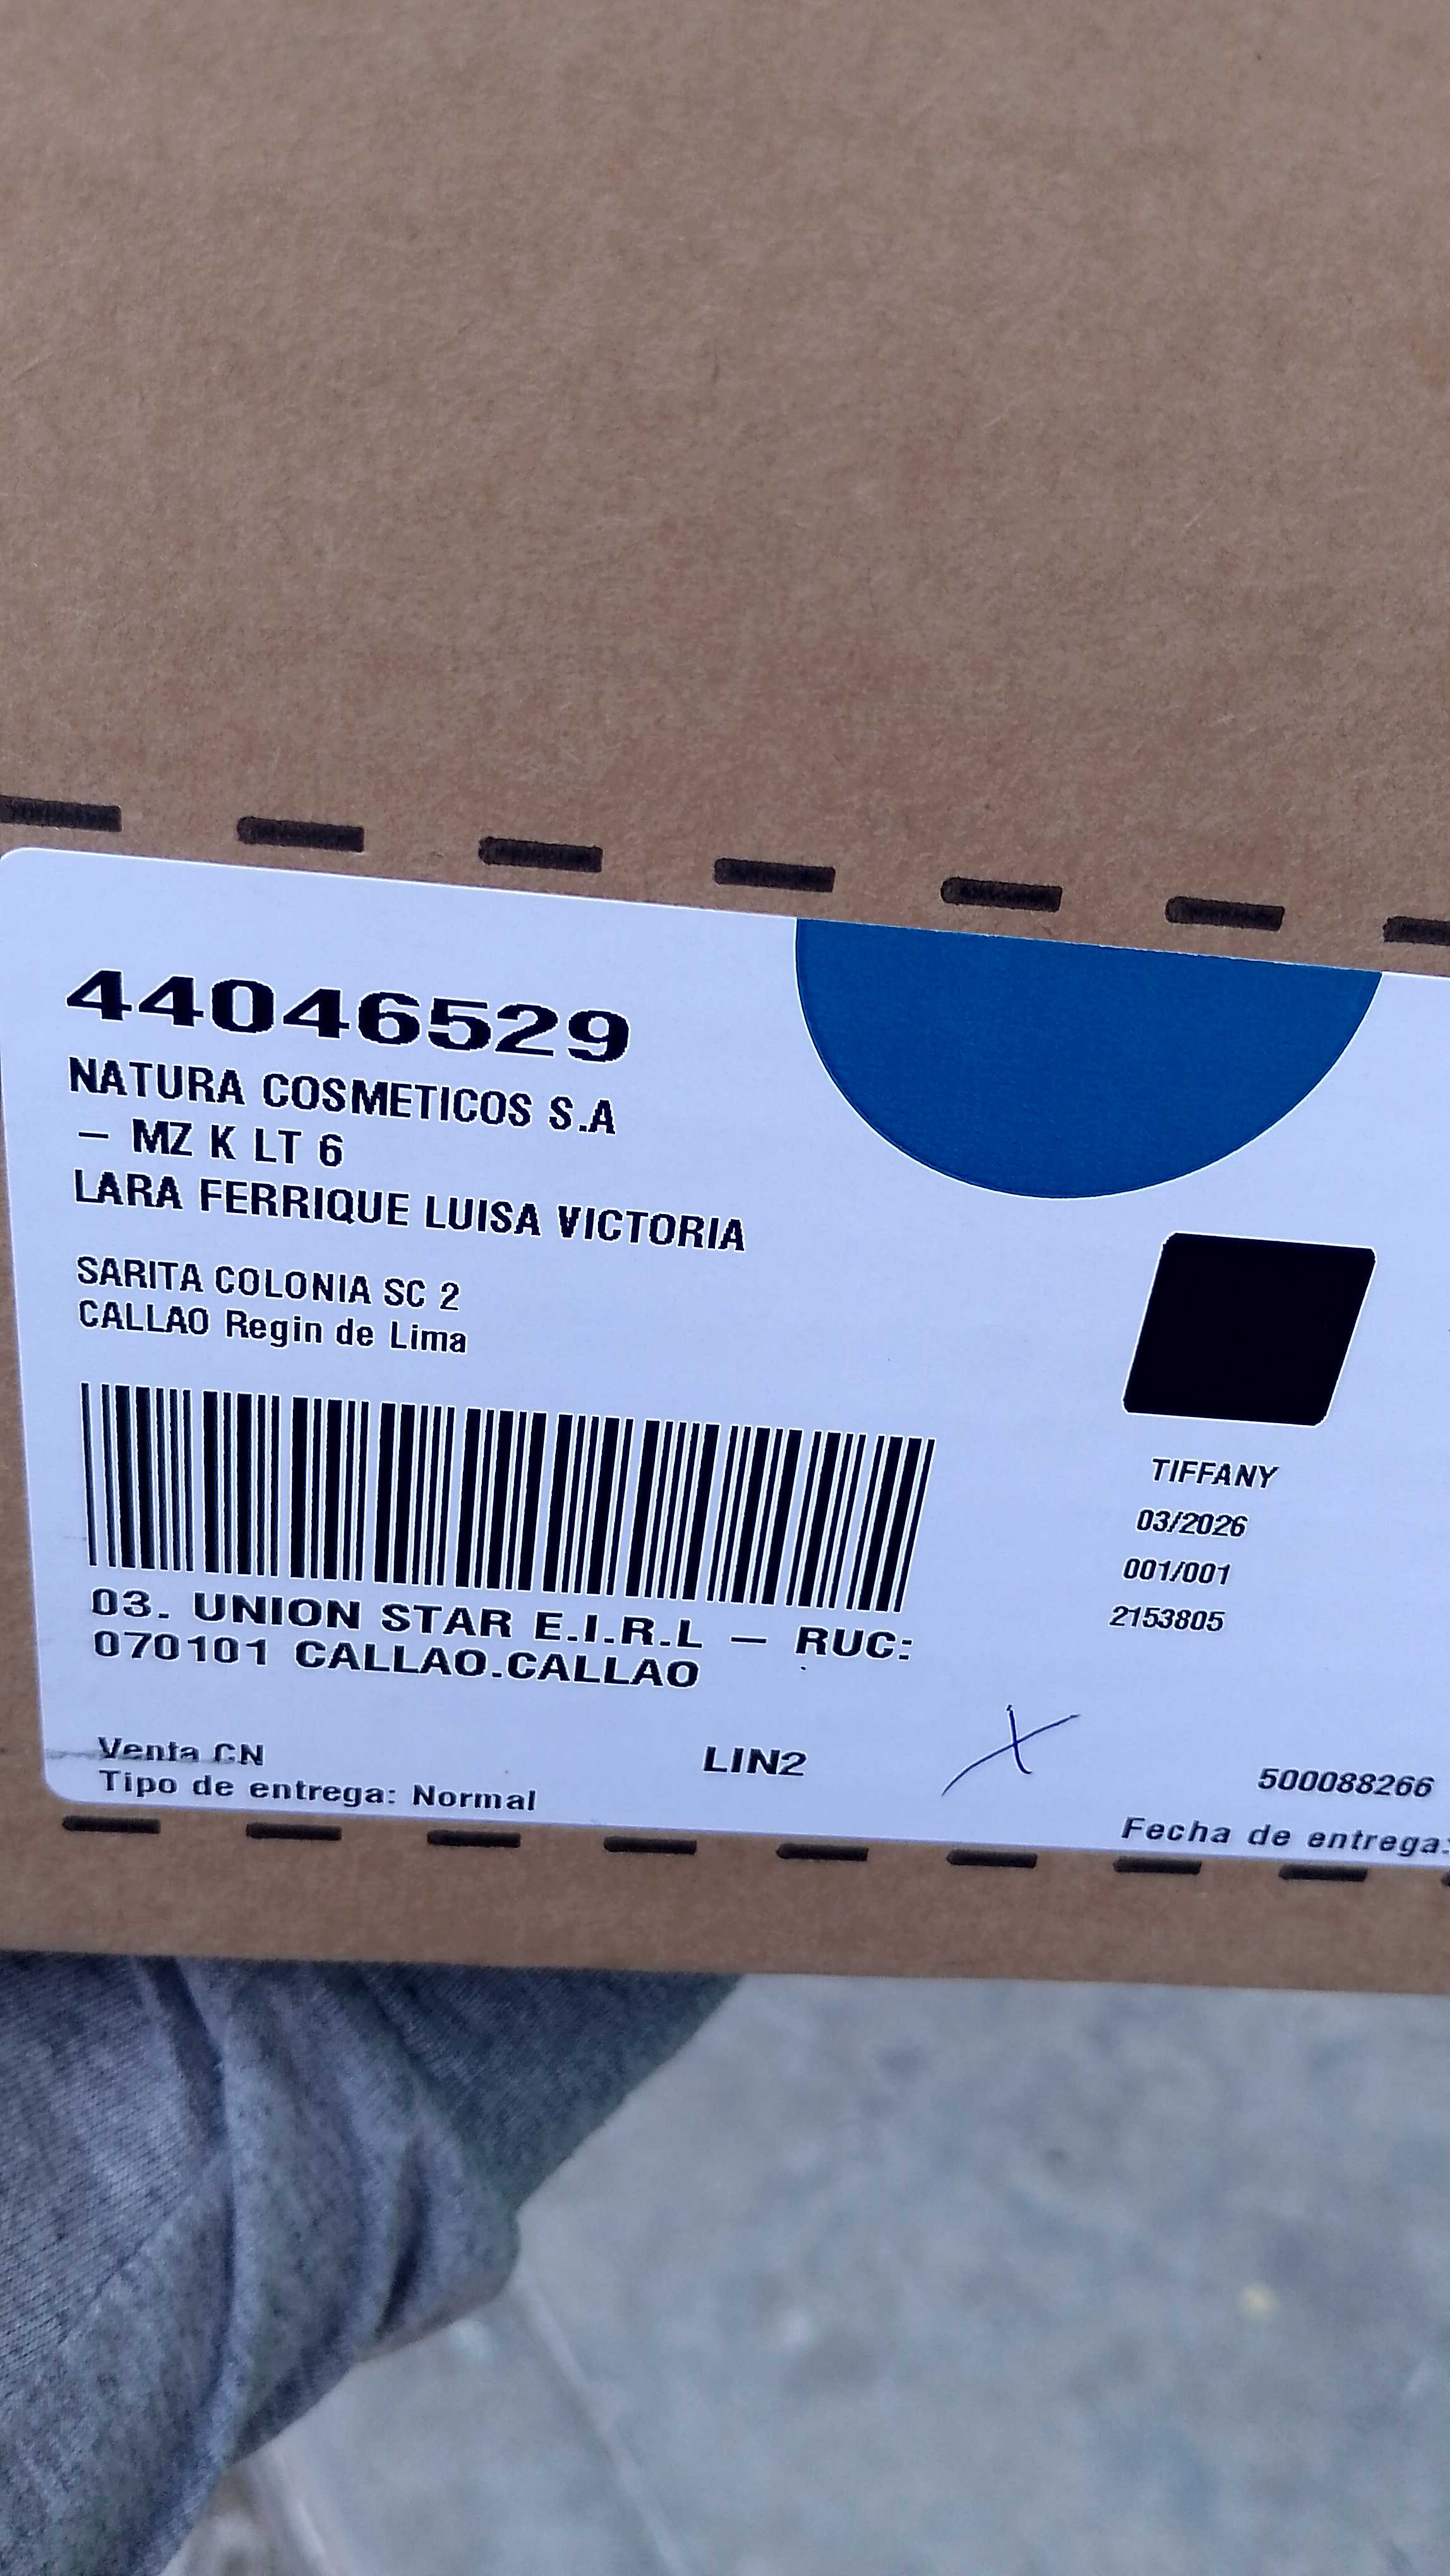 44046529
NATURA COSMETICOS S.A
– MZ K LT 6
LARA FERRIQUE LUISA VICTORIA
SARITA COLONIA SC 2
CALLAO Regin de Lima
TIFFANY
03/2026
001/001
2153805
03. UNION STAR E.I.R.L – RUC:
070101 CALLAO.CALLAO
Venta CN
Tipo de entrega: Normal
LIN2
X
500088266
Fecha de entrega: